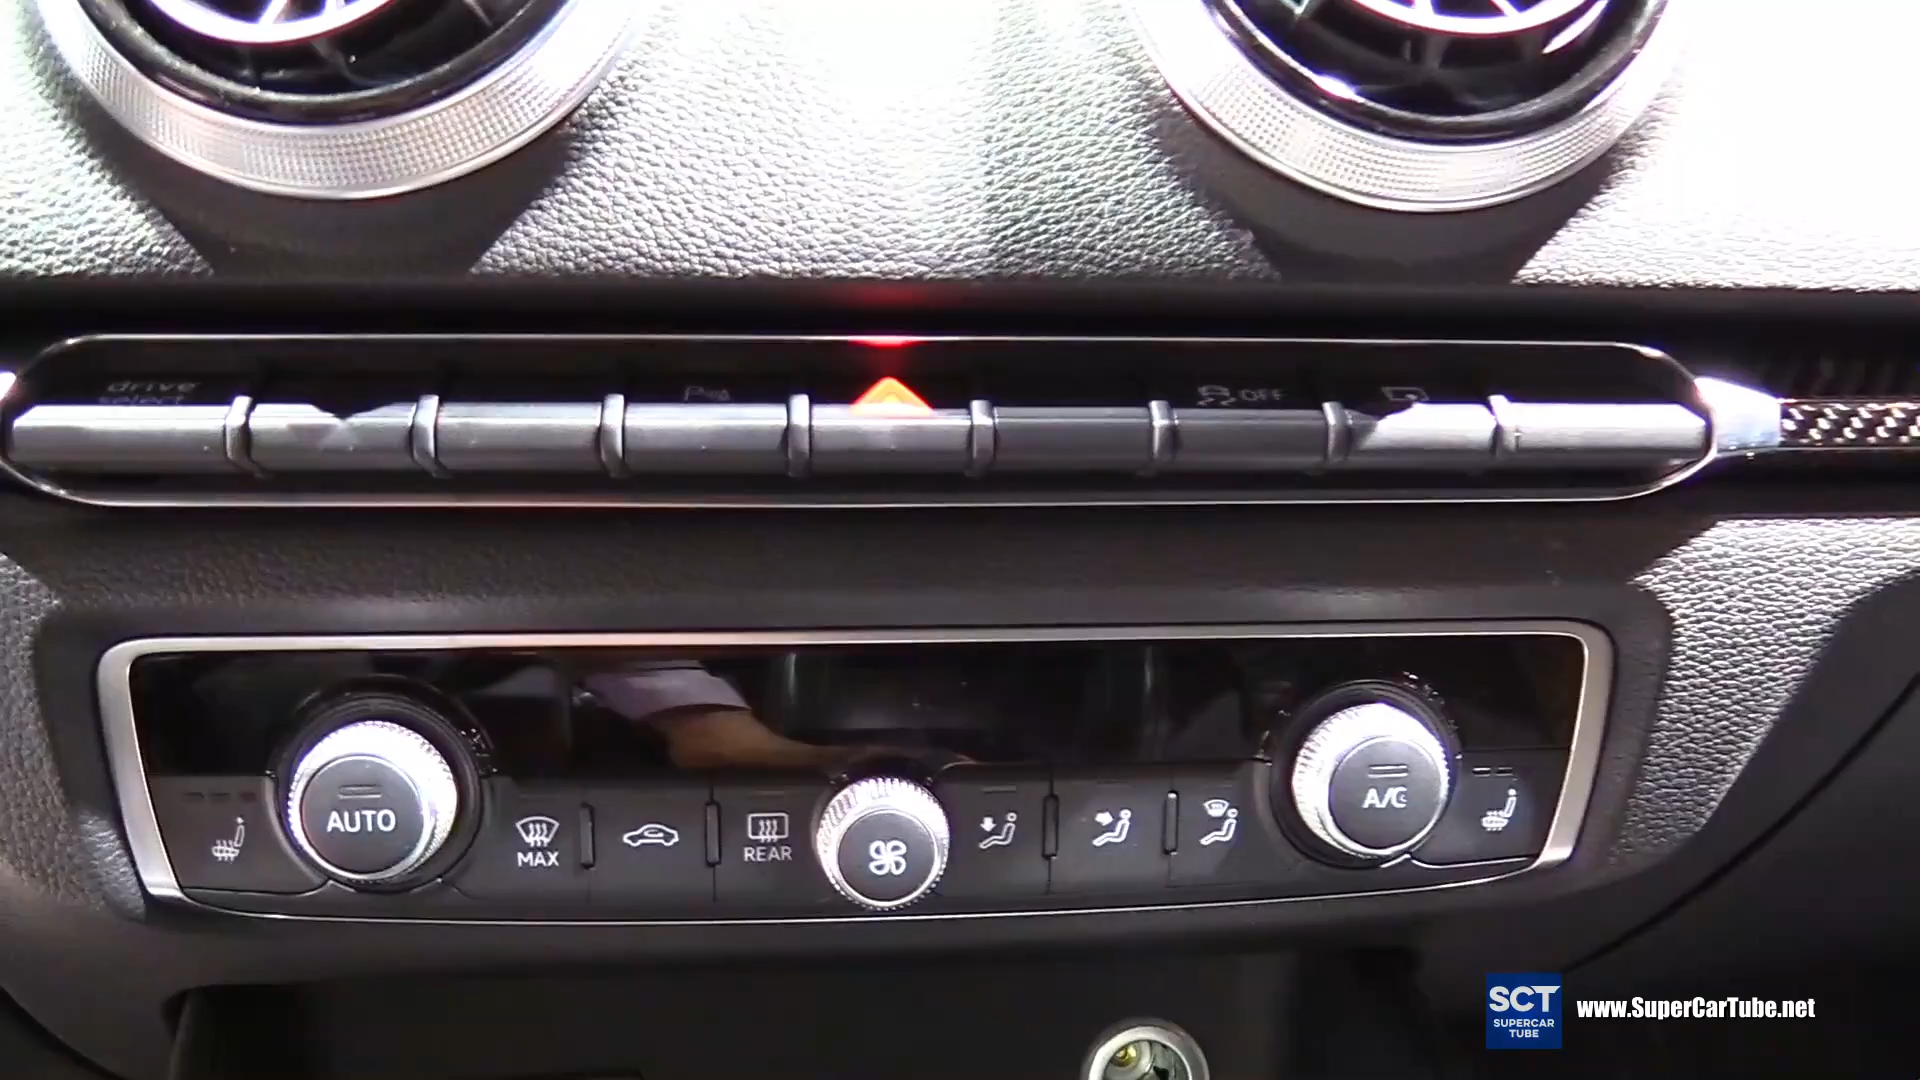 drive
select
P
OFF
AUTO
MAX
REAR
A/C
SCT
SUPERCAR
TUBE
www.SuperCarTube.net